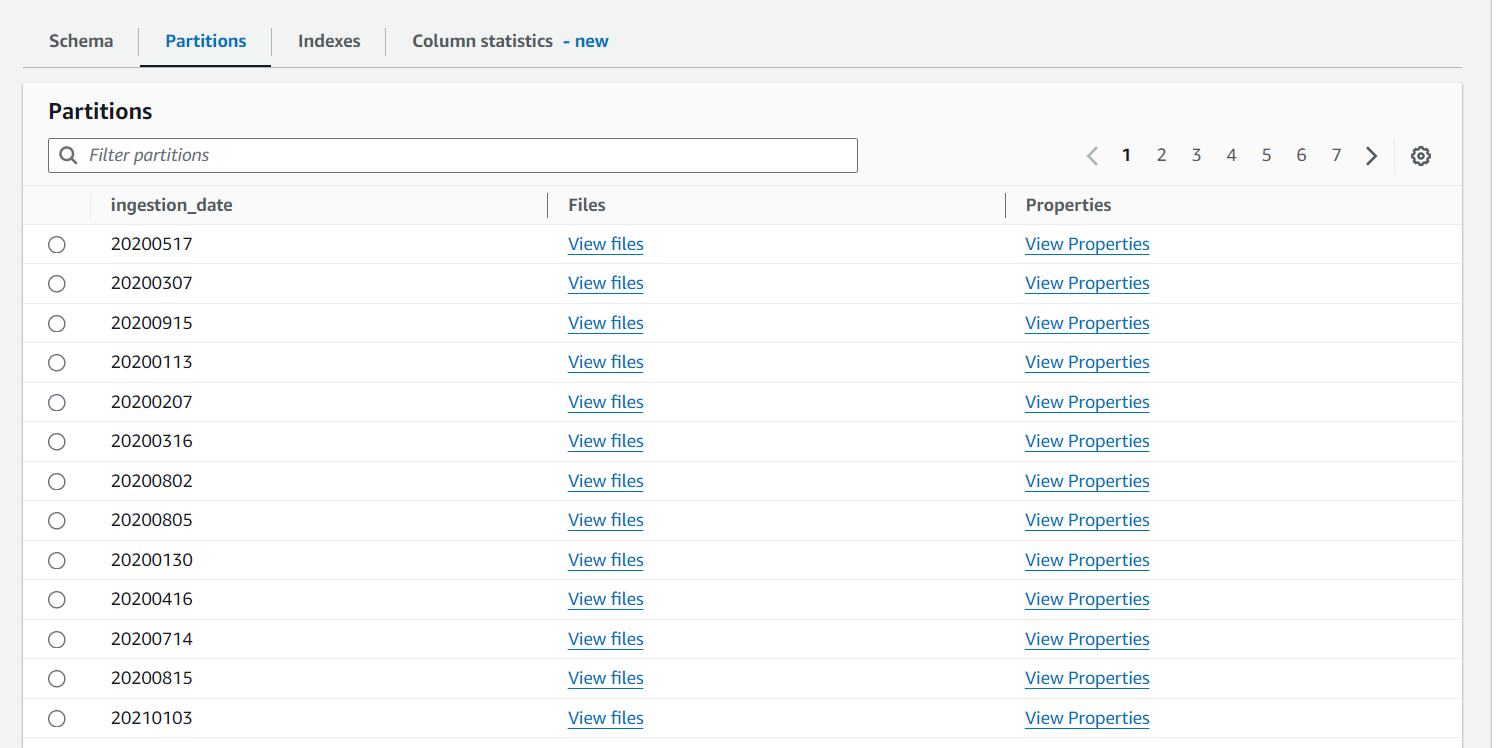 Schema Partitions Indexes Column statistics - new
Partitions
Filter partitions 1 2 3 4 5 6 7
ingestion_date Files Properties
20200517 View files View Properties
20200307 View files View Properties
20200915 View files View Properties
20200113 View files View Properties
20200207 View files View Properties
20200316 View files View Properties
20200802 View files View Properties
20200805 View files View Properties
20200130 View files View Properties
20200416 View files View Properties
20200714 View files View Properties
20200815 View files View Properties
20210103 View files View Properties